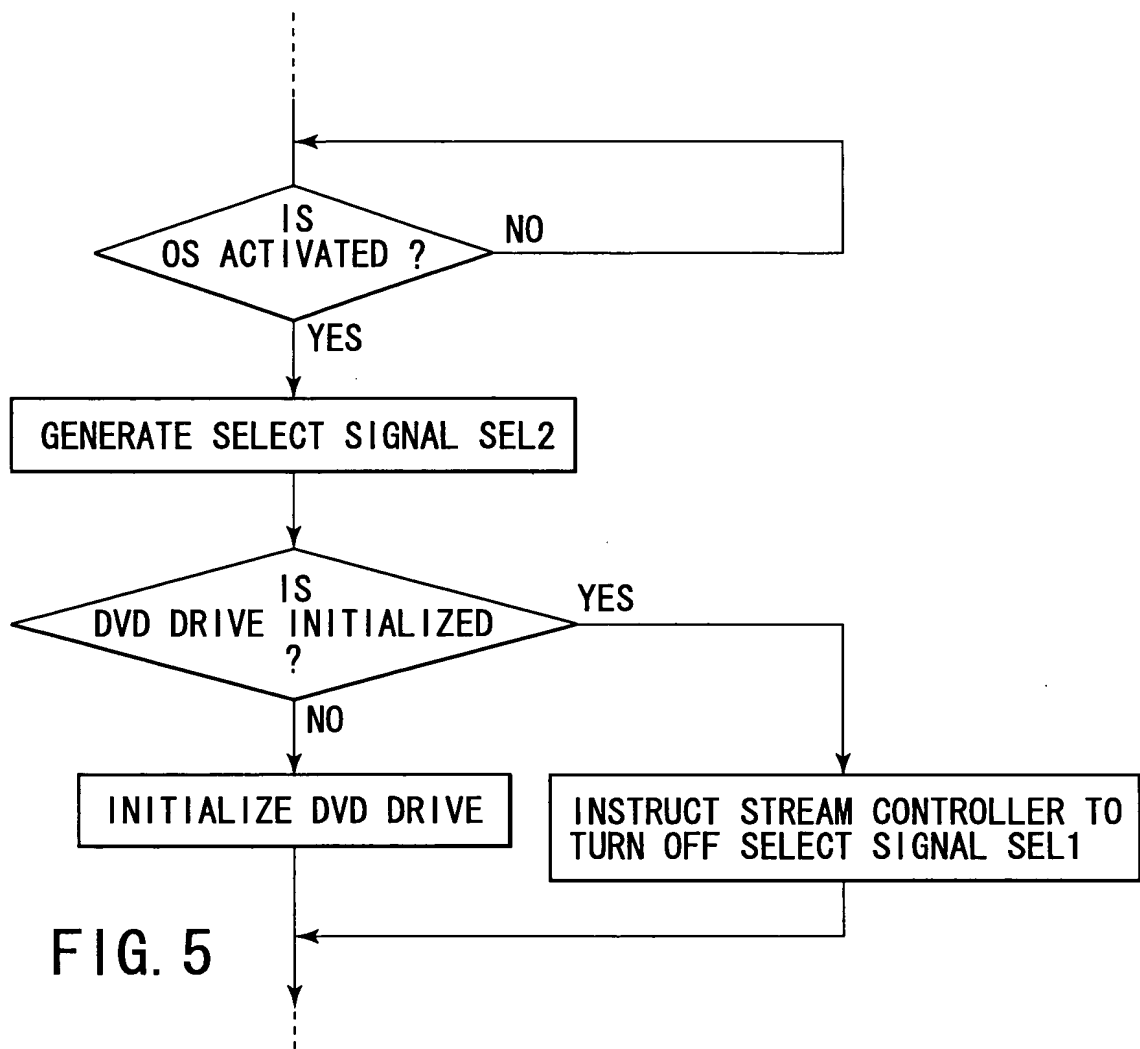 IS
OS ACTIVATED ?
NO
YES
GENERATE SELECT SIGNAL SEL2
IS
DVD DRIVE INITIALIZED
?
YES
NO
INITIALIZE DVD DRIVE
INSTRUCT STREAM CONTROLLER TO
TURN OFF SELECT SIGNAL SEL1
FIG. 5